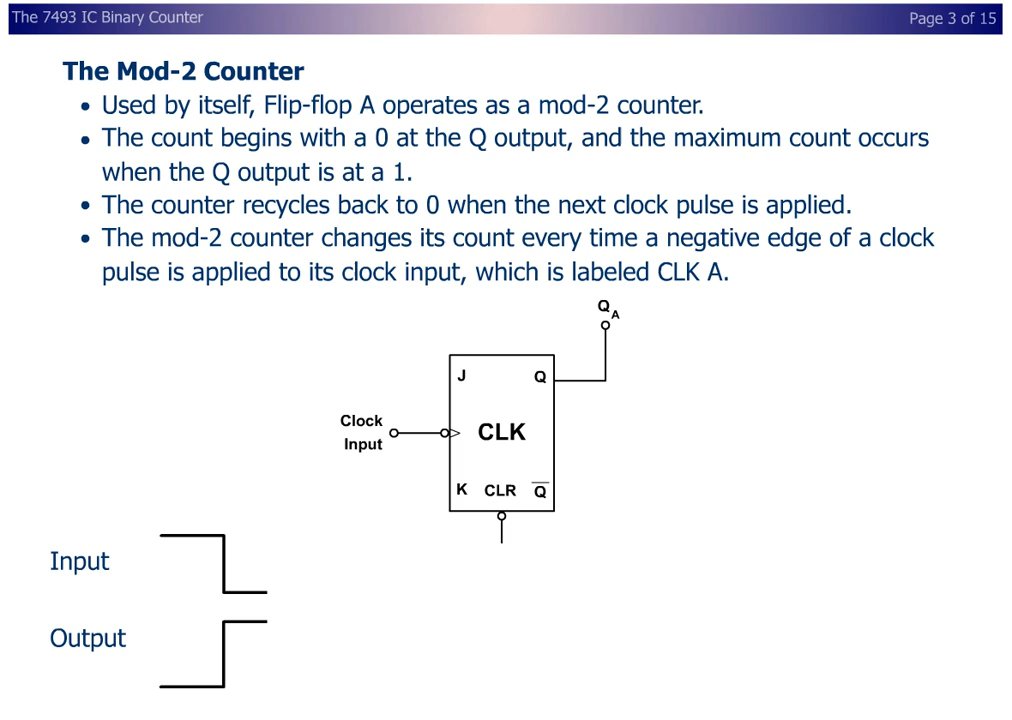 The 7493 IC Binary Counter
Page 3 of 15
The Mod-2 Counter
• Used by itself, Flip-flop A operates as a mod-2 counter.
• The count begins with a 0 at the Q output, and the maximum count occurs
when the Q output is at a 1.
• The counter recycles back to 0 when the next clock pulse is applied.
• The mod-2 counter changes its count every time a negative edge of a clock
pulse is applied to its clock input, which is labeled CLK A.
QA
J Q
Clock
Input
CLK
K CLR Q̅
Input
Output